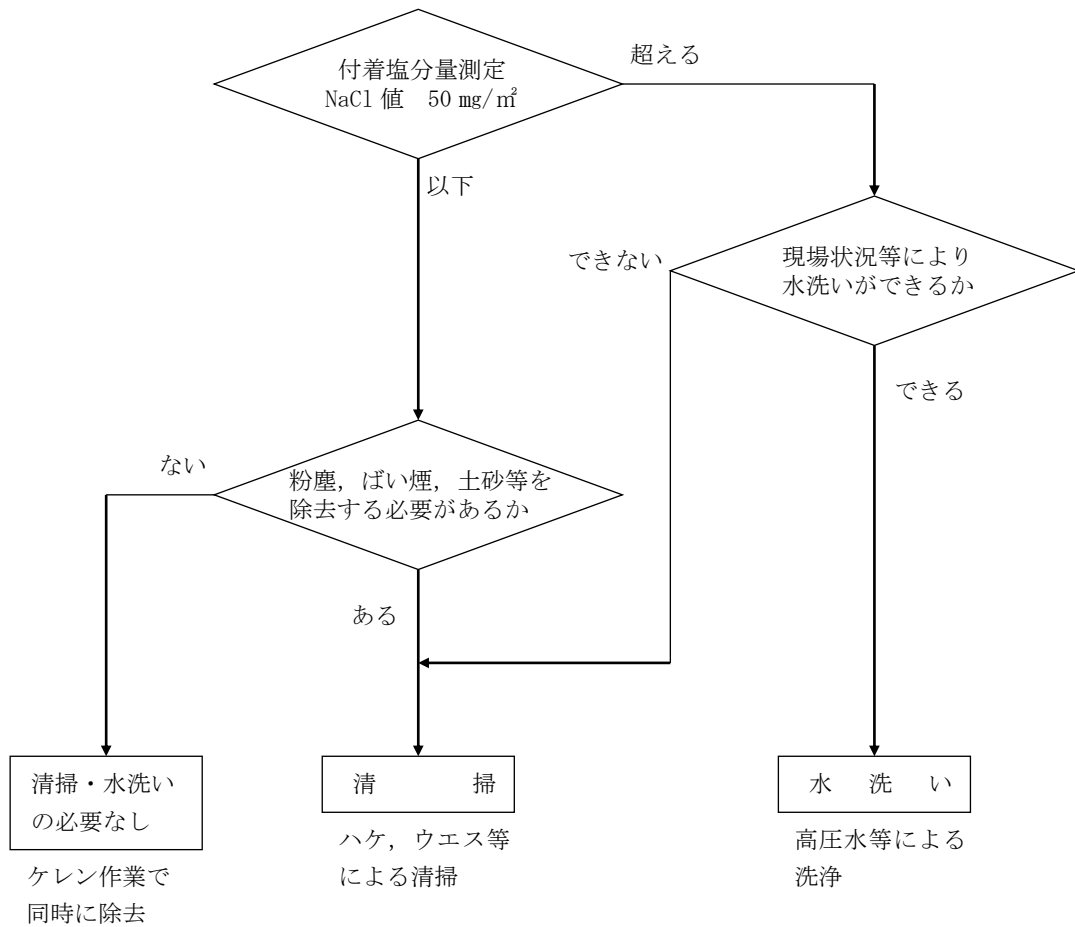 超える
付着塩分量測定
NaCl値　50 mg/㎡
以下
できない
現場状況等により
水洗いができるか
できる
ない
粉塵，ばい煙，土砂等を
除去する必要があるか
ある
清掃・水洗い
の必要なし
清　　　掃
水　洗　い
ケレン作業で
同時に除去
ハケ，ウエス等
による清掃
高圧水等による
洗浄